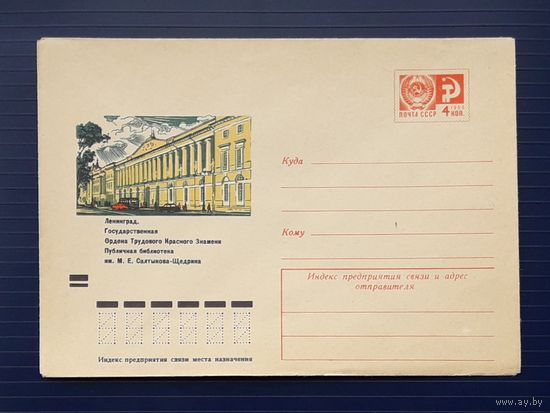 1966
ПОЧТА СССР 4 КОП.
Куда
Ленинград.
Государственная
Ордена Трудового Красного Знамени
Публичная библиотека
им. М. Е. Салтыкова-Щедрина
Кому
Индекс предприятия связи и адрес
отправителя
Индекс предприятия связи места назначения
www.ay.by